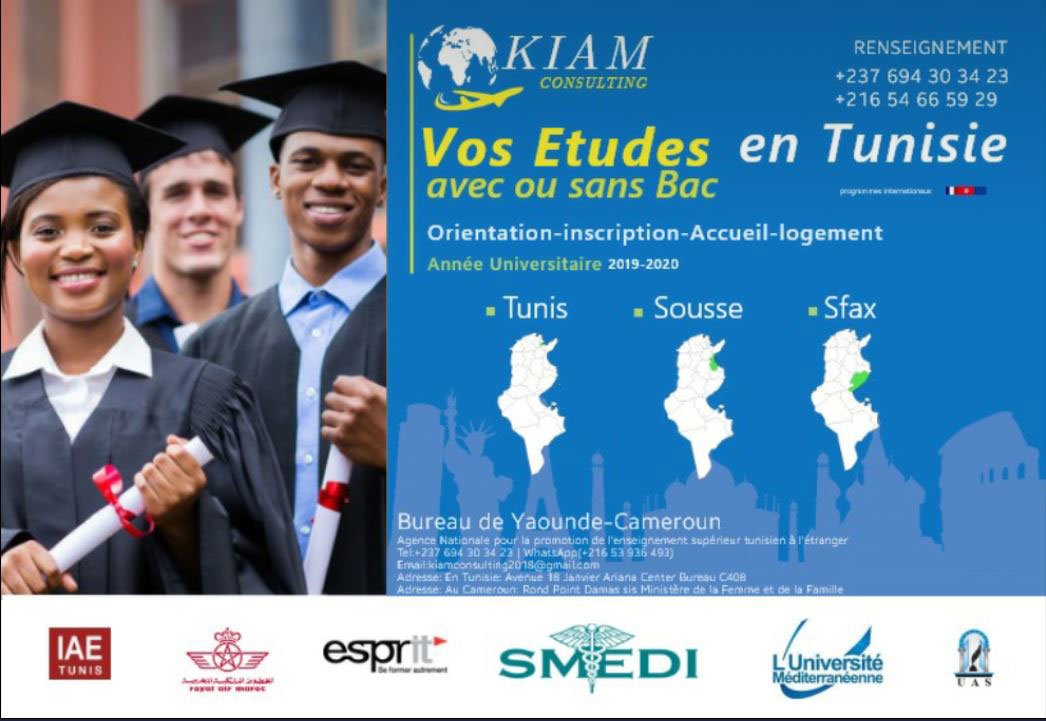 KIAM
CONSULTING
RENSEIGNEMENT
+237 694 30 34 23
+216 54 66 59 29
Vos Etudes en Tunisie
avec ou sans Bac
programmes internationaux
Orientation-inscription-Accueil-logement
Année Universitaire 2019-2020
Tunis
Sousse
Sfax
Bureau de Yaounde-Cameroun
Agence Nationale pour la promotion de l'enseignement supérieur tunisien à l'étranger
Tel:+237 694 30 34 23 | WhatsApp(+216 53 936 493)
Email:kiamconsulting2018@gmail.com
Adresse: En Tunisie: Avenue 18 Janvier Ariana Center Bureau C408
Adresse: Au Cameroun: Rond Point Damas sis Ministère de la Femme et de la Famille
IAE
TUNIS
royal air maroc
esprit
Se former autrement
SMEDI
L'Université
Méditerranéenne
UAS